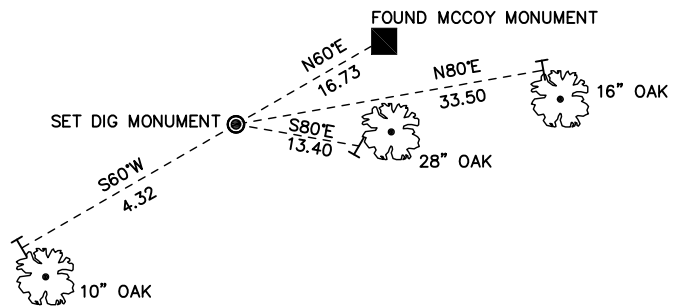 FOUND MCCOY MONUMENT
N60°E
16.73
N80°E
33.50
16" OAK
SET DIG MONUMENT
S80°E
13.40
28" OAK
S60°W
4.32
10" OAK